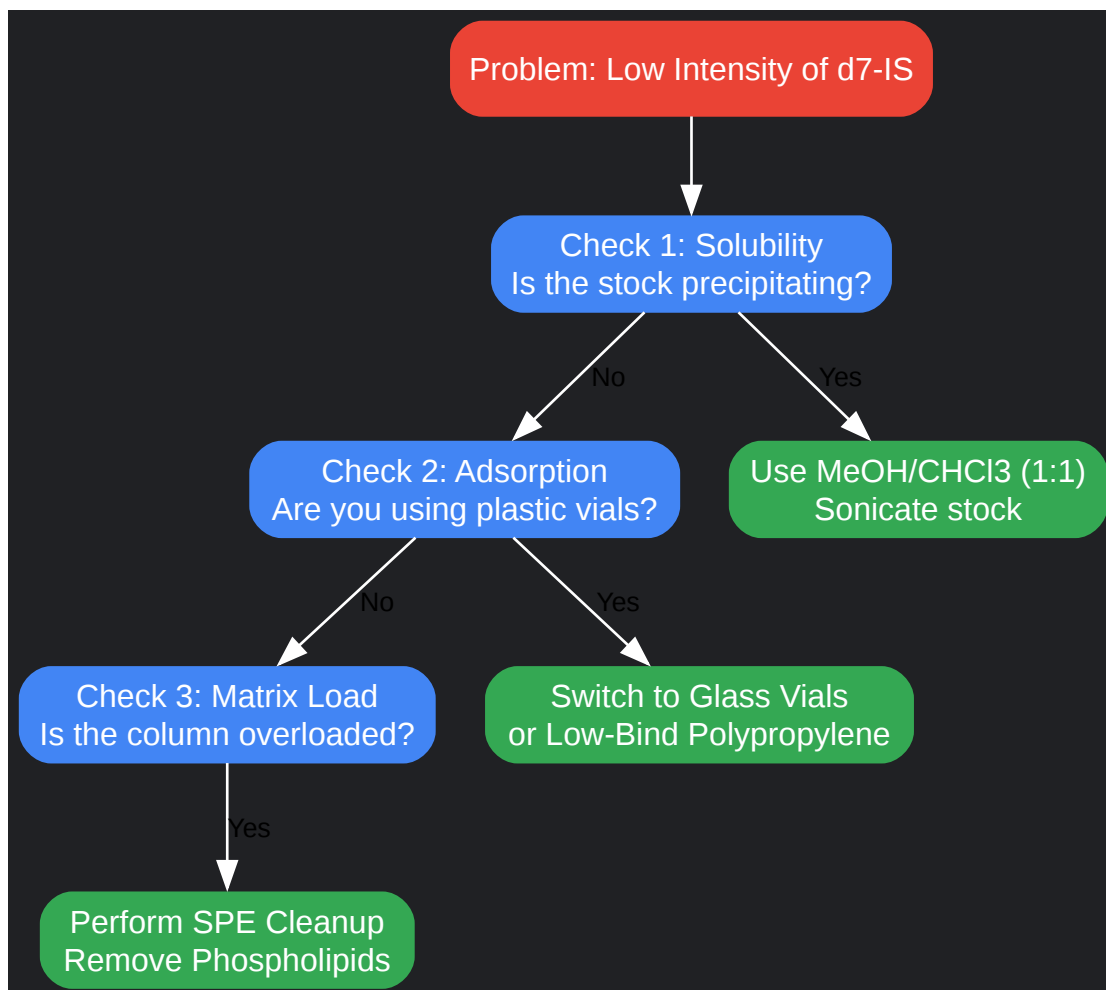 Problem: Low Intensity of d7-IS
Check 1: Solubility
Is the stock precipitating?
No
Yes
Check 2: Adsorption
Are you using plastic vials?
Use MeOH/CHCl3 (1:1)
Sonicate stock
No
Yes
Check 3: Matrix Load
Is the column overloaded?
Switch to Glass Vials
or Low-Bind Polypropylene
Yes
Perform SPE Cleanup
Remove Phospholipids